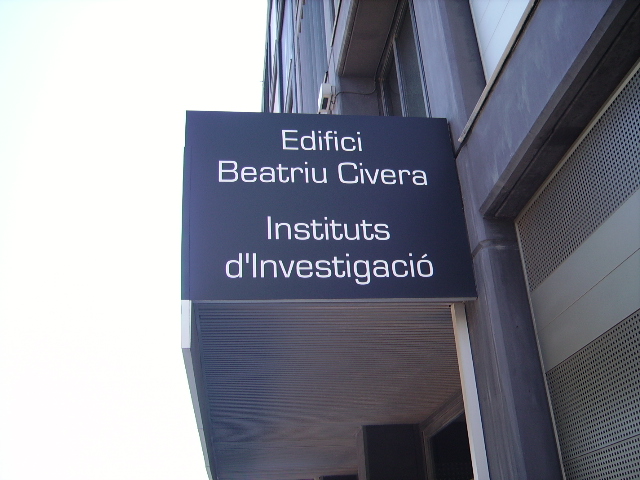 Edifici
Beatriu Civera
Instituts
d'Investigació